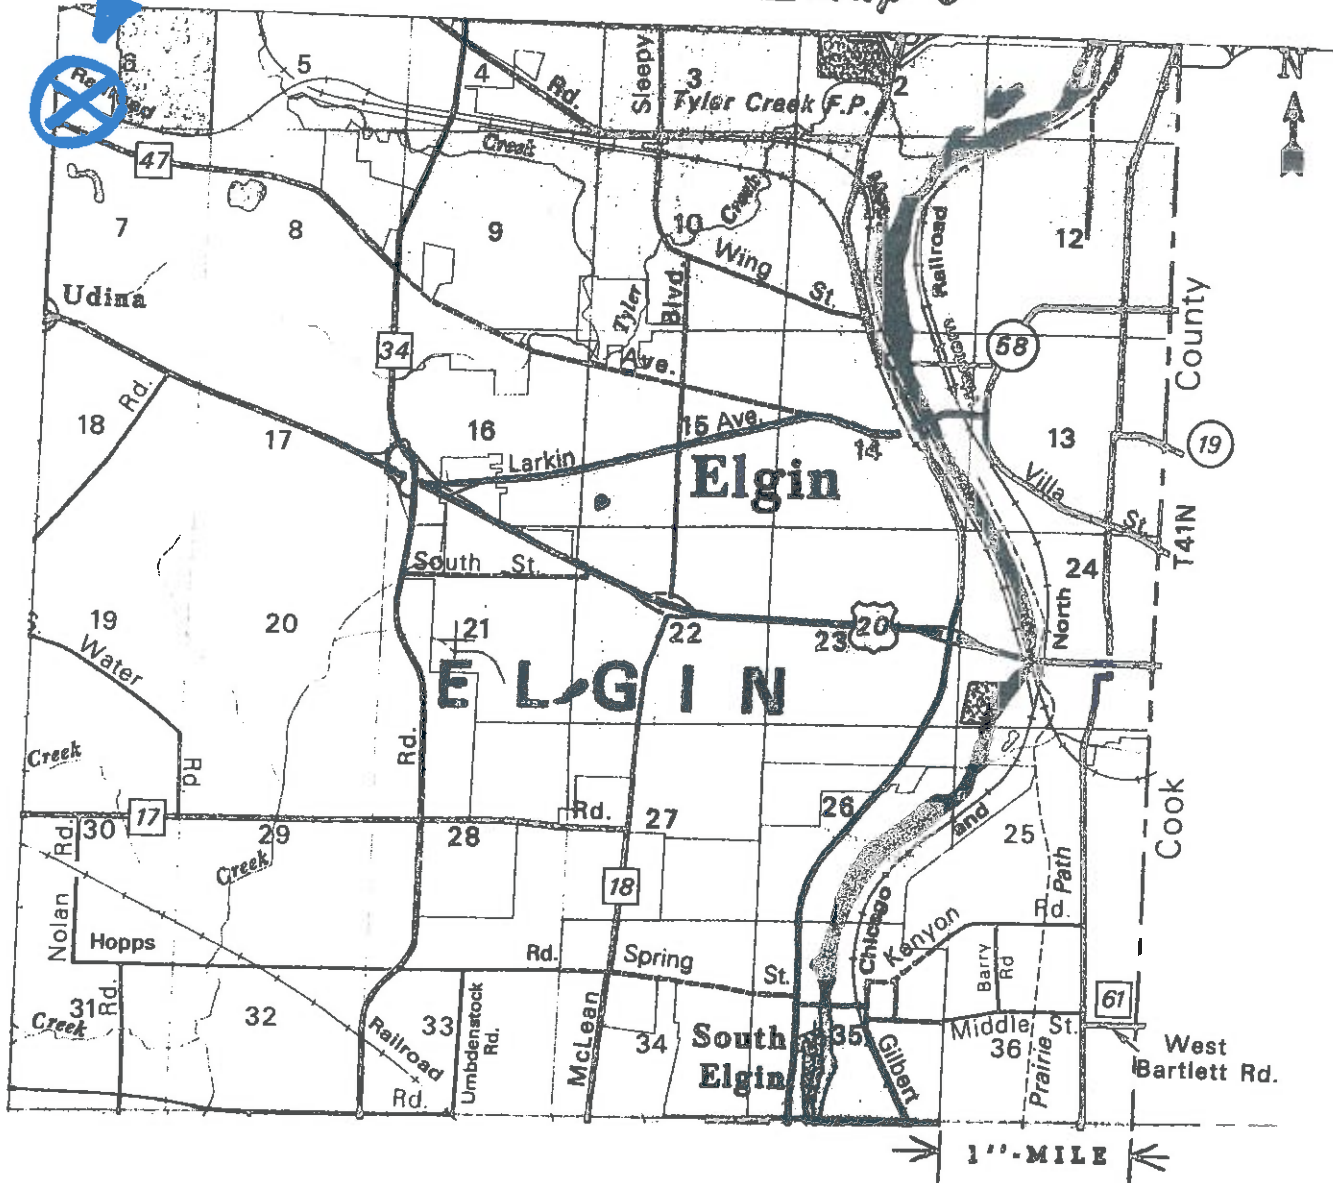 6
5
4
3
2
Railroad
Rd.
Sleepy
Tyler Creek F.P.
N
47
Creek
7
8
9
10
Creek
12
Wing
St.
Railroad
Udina
Tyler
Blvd.
County
34
Ave.
58
18
Rd.
17
16
15 Ave.
14
13
19
Larkin
Elgin
Villa
St.
T41N
South St.
24
19
20
21
22
23
20
North
S.
Water
Rd
ELGIN
Rd.
Creek
Cook
30
17
29
28
Rd.
27
26
25
Rd.
Creek
and
Path
18
Nolan
Hopps
Rd.
Spring
St.
Chicago
Kenyon
Rd.
Barry
Rd
31
Rd.
32
33
Creek
Railroad
Rd.
Umbdenstock
Rd.
McLean
34
South
Elgin
35
Gilbert
Middle St.
36
Prairie
61
West
Bartlett Rd.
1"-MILE